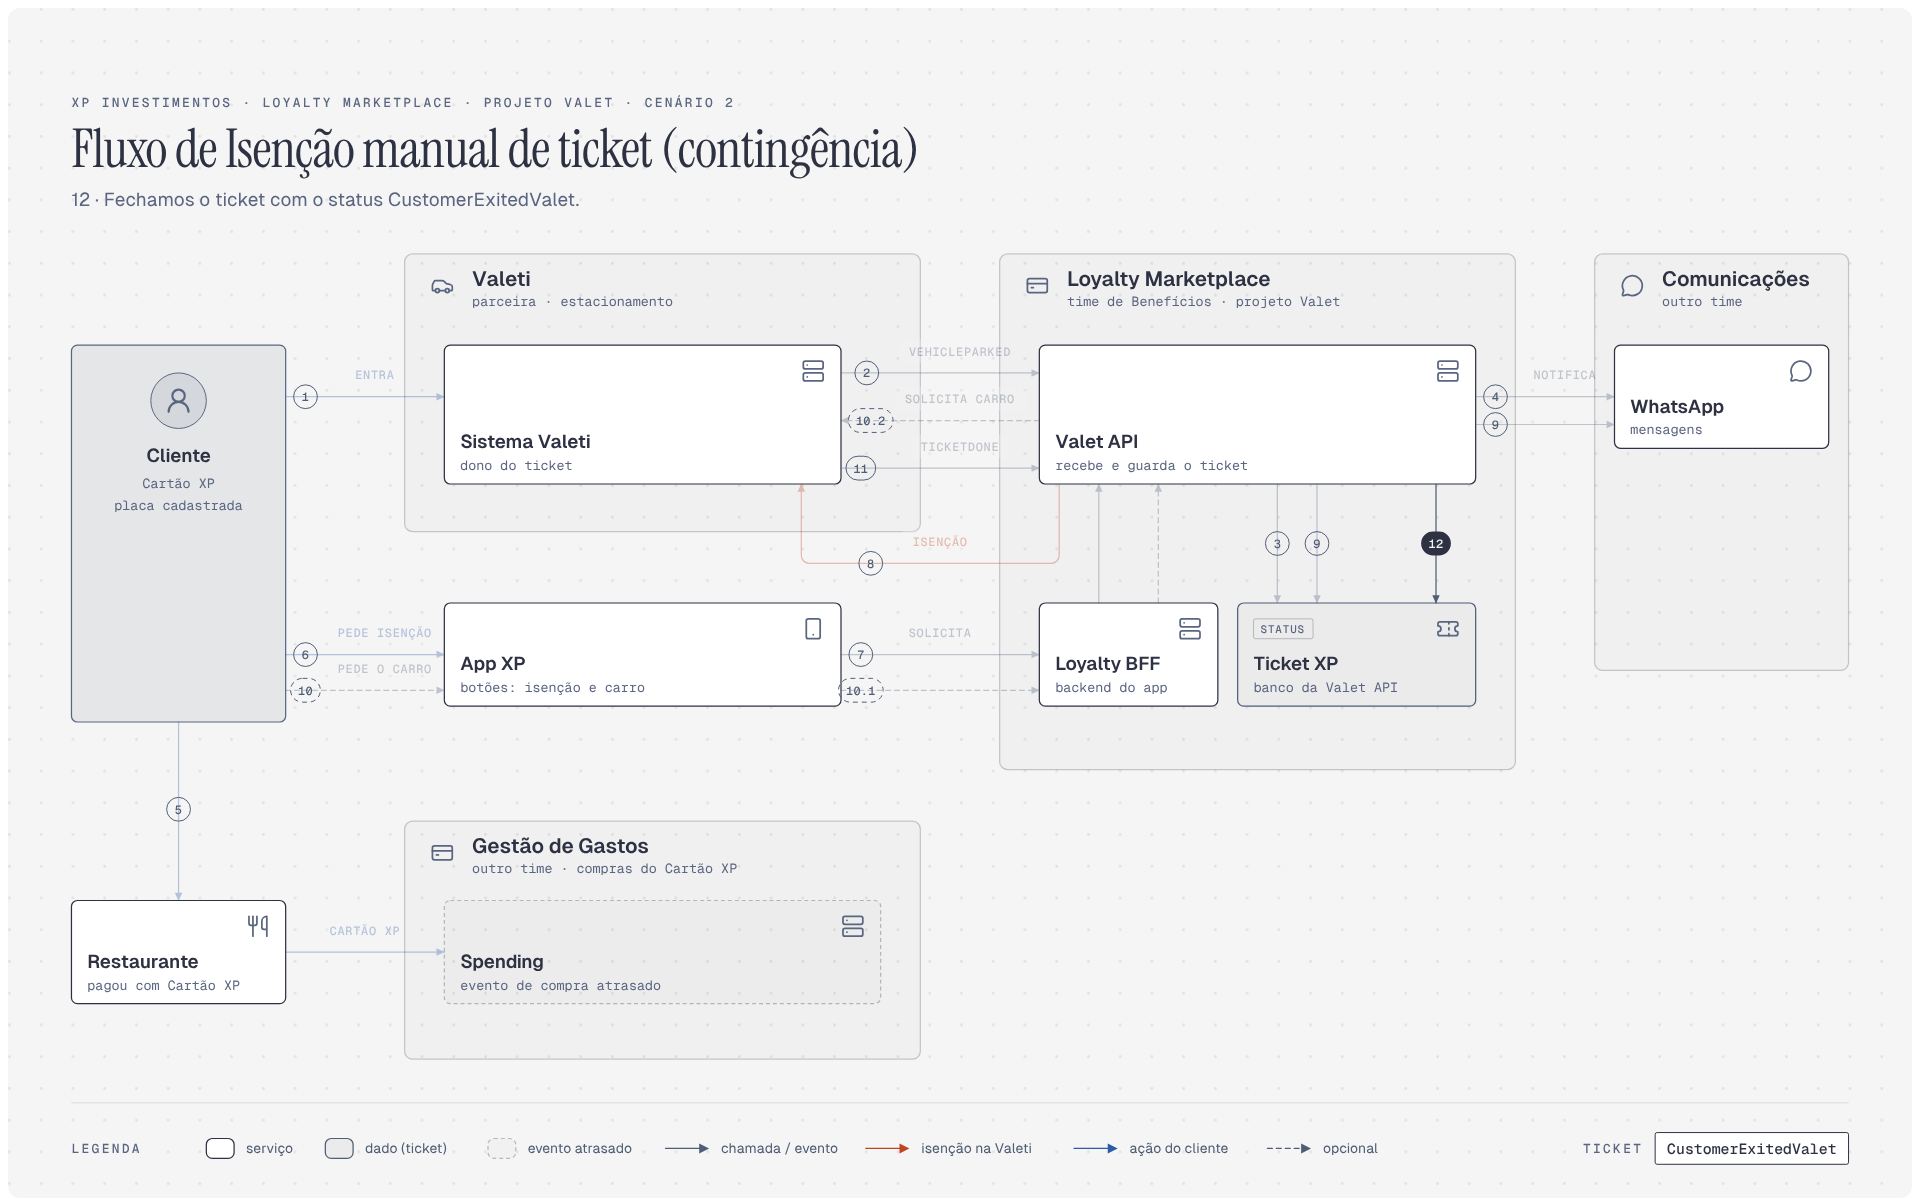 XP INVESTIMENTOS · LOYALTY MARKETPLACE · PROJETO VALET · CENÁRIO 2
Fluxo de Isenção manual de ticket (contingência)
12 · Fechamos o ticket com o status CustomerExitedValet.
Valeti
parceira · estacionamento
Loyalty Marketplace
time de Benefícios · projeto Valet
Comunicações
outro time
Cliente
Cartão XP
placa cadastrada
1
ENTRA
Sistema Valeti
dono do ticket
2
VEHICLEPARKED
10.2
SOLICITA CARRO
11
TICKETDONE
Valet API
recebe e guarda o ticket
4
9
NOTIFICA
WhatsApp
mensagens
8
ISENÇÃO
3
9
12
6
PEDE ISENÇÃO
10
PEDE O CARRO
App XP
botões: isenção e carro
7
SOLICITA
10.1
Loyalty BFF
backend do app
STATUS
Ticket XP
banco da Valet API
5
Gestão de Gastos
outro time · compras do Cartão XP
Restaurante
pagou com Cartão XP
CARTÃO XP
Spending
evento de compra atrasado
LEGENDA
serviço
dado (ticket)
evento atrasado
chamada / evento
isenção na Valeti
ação do cliente
opcional
TICKET
CustomerExitedValet